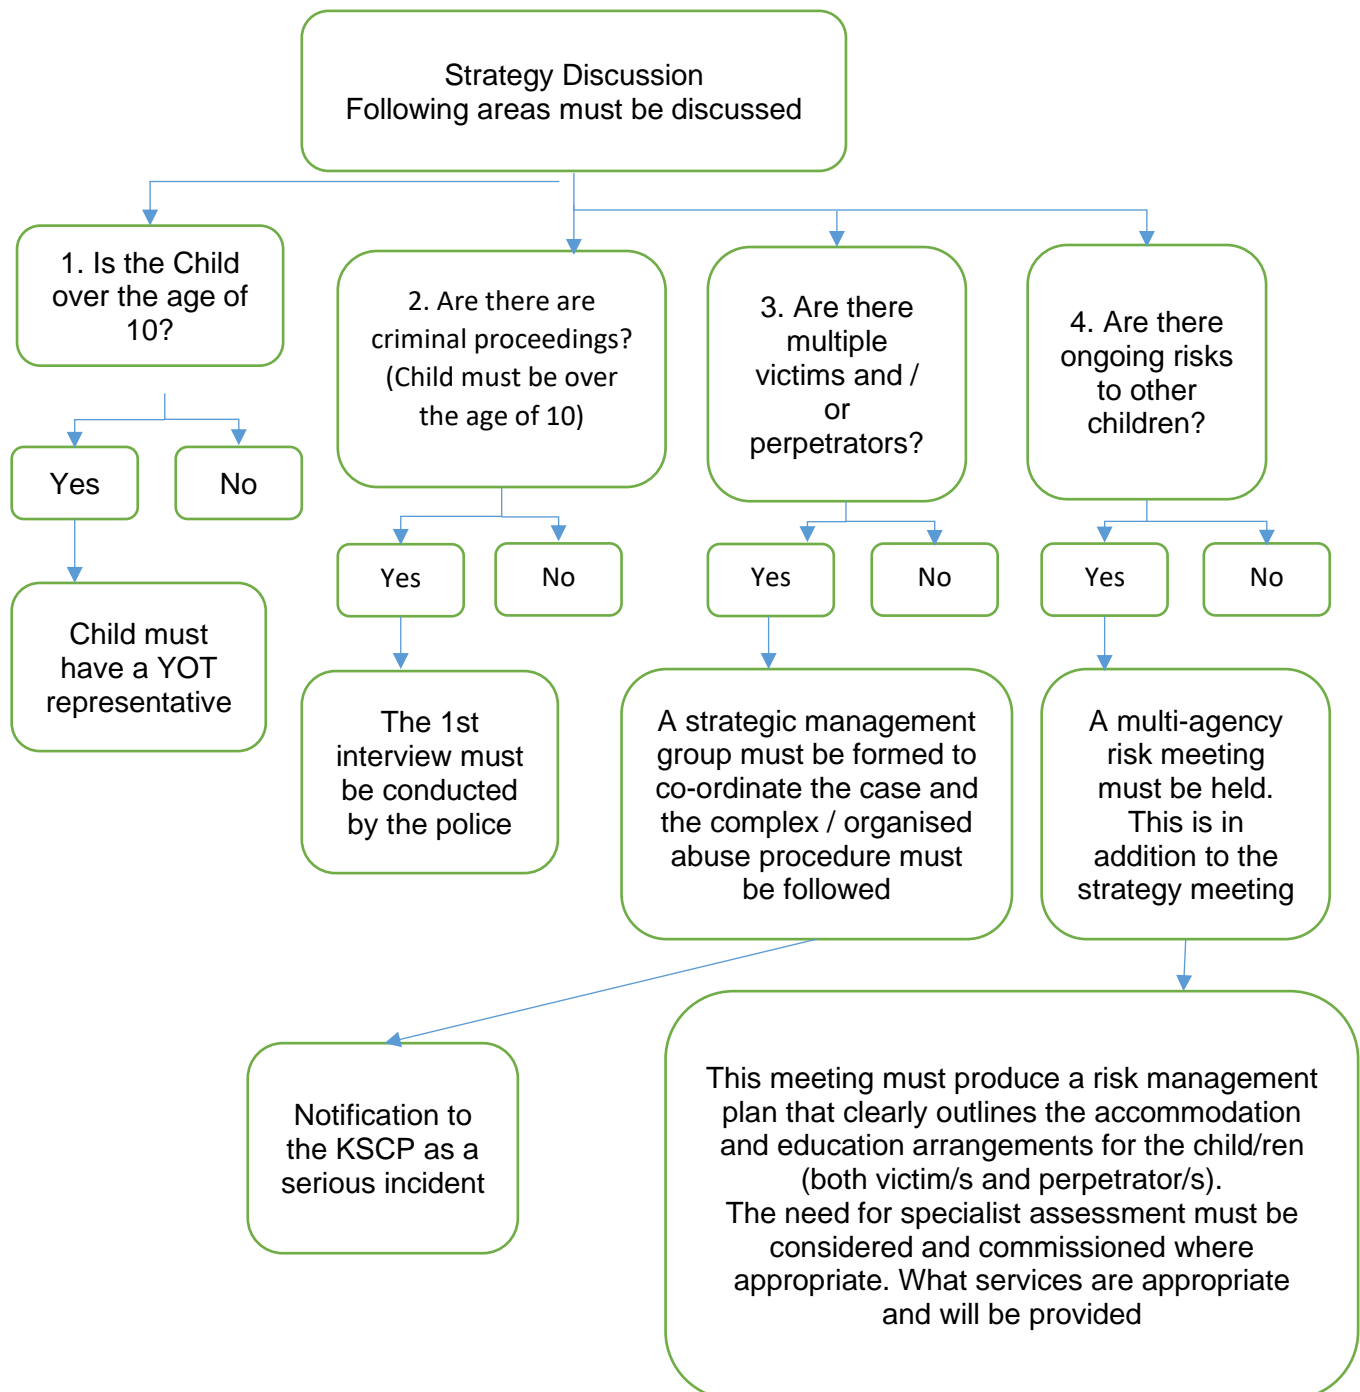 Strategy Discussion
Following areas must be discussed
1. Is the Child
over the age of
10?
2. Are there are
criminal proceedings?
(Child must be over
the age of 10)
3. Are there
multiple
victims and /
or
perpetrators?
4. Are there
ongoing risks
to other
children?
Yes
No
Yes
No
Yes
No
Yes
No
Child must
have a YOT
representative
The 1st
interview must
be conducted
by the police
A strategic management
group must be formed to
co-ordinate the case and
the complex / organised
abuse procedure must
be followed
A multi-agency
risk meeting
must be held.
This is in
addition to the
strategy meeting
Notification to
the KSCP as a
serious incident
This meeting must produce a risk management
plan that clearly outlines the accommodation
and education arrangements for the child/ren
(both victim/s and perpetrator/s).
The need for specialist assessment must be
considered and commissioned where
appropriate. What services are appropriate
and will be provided